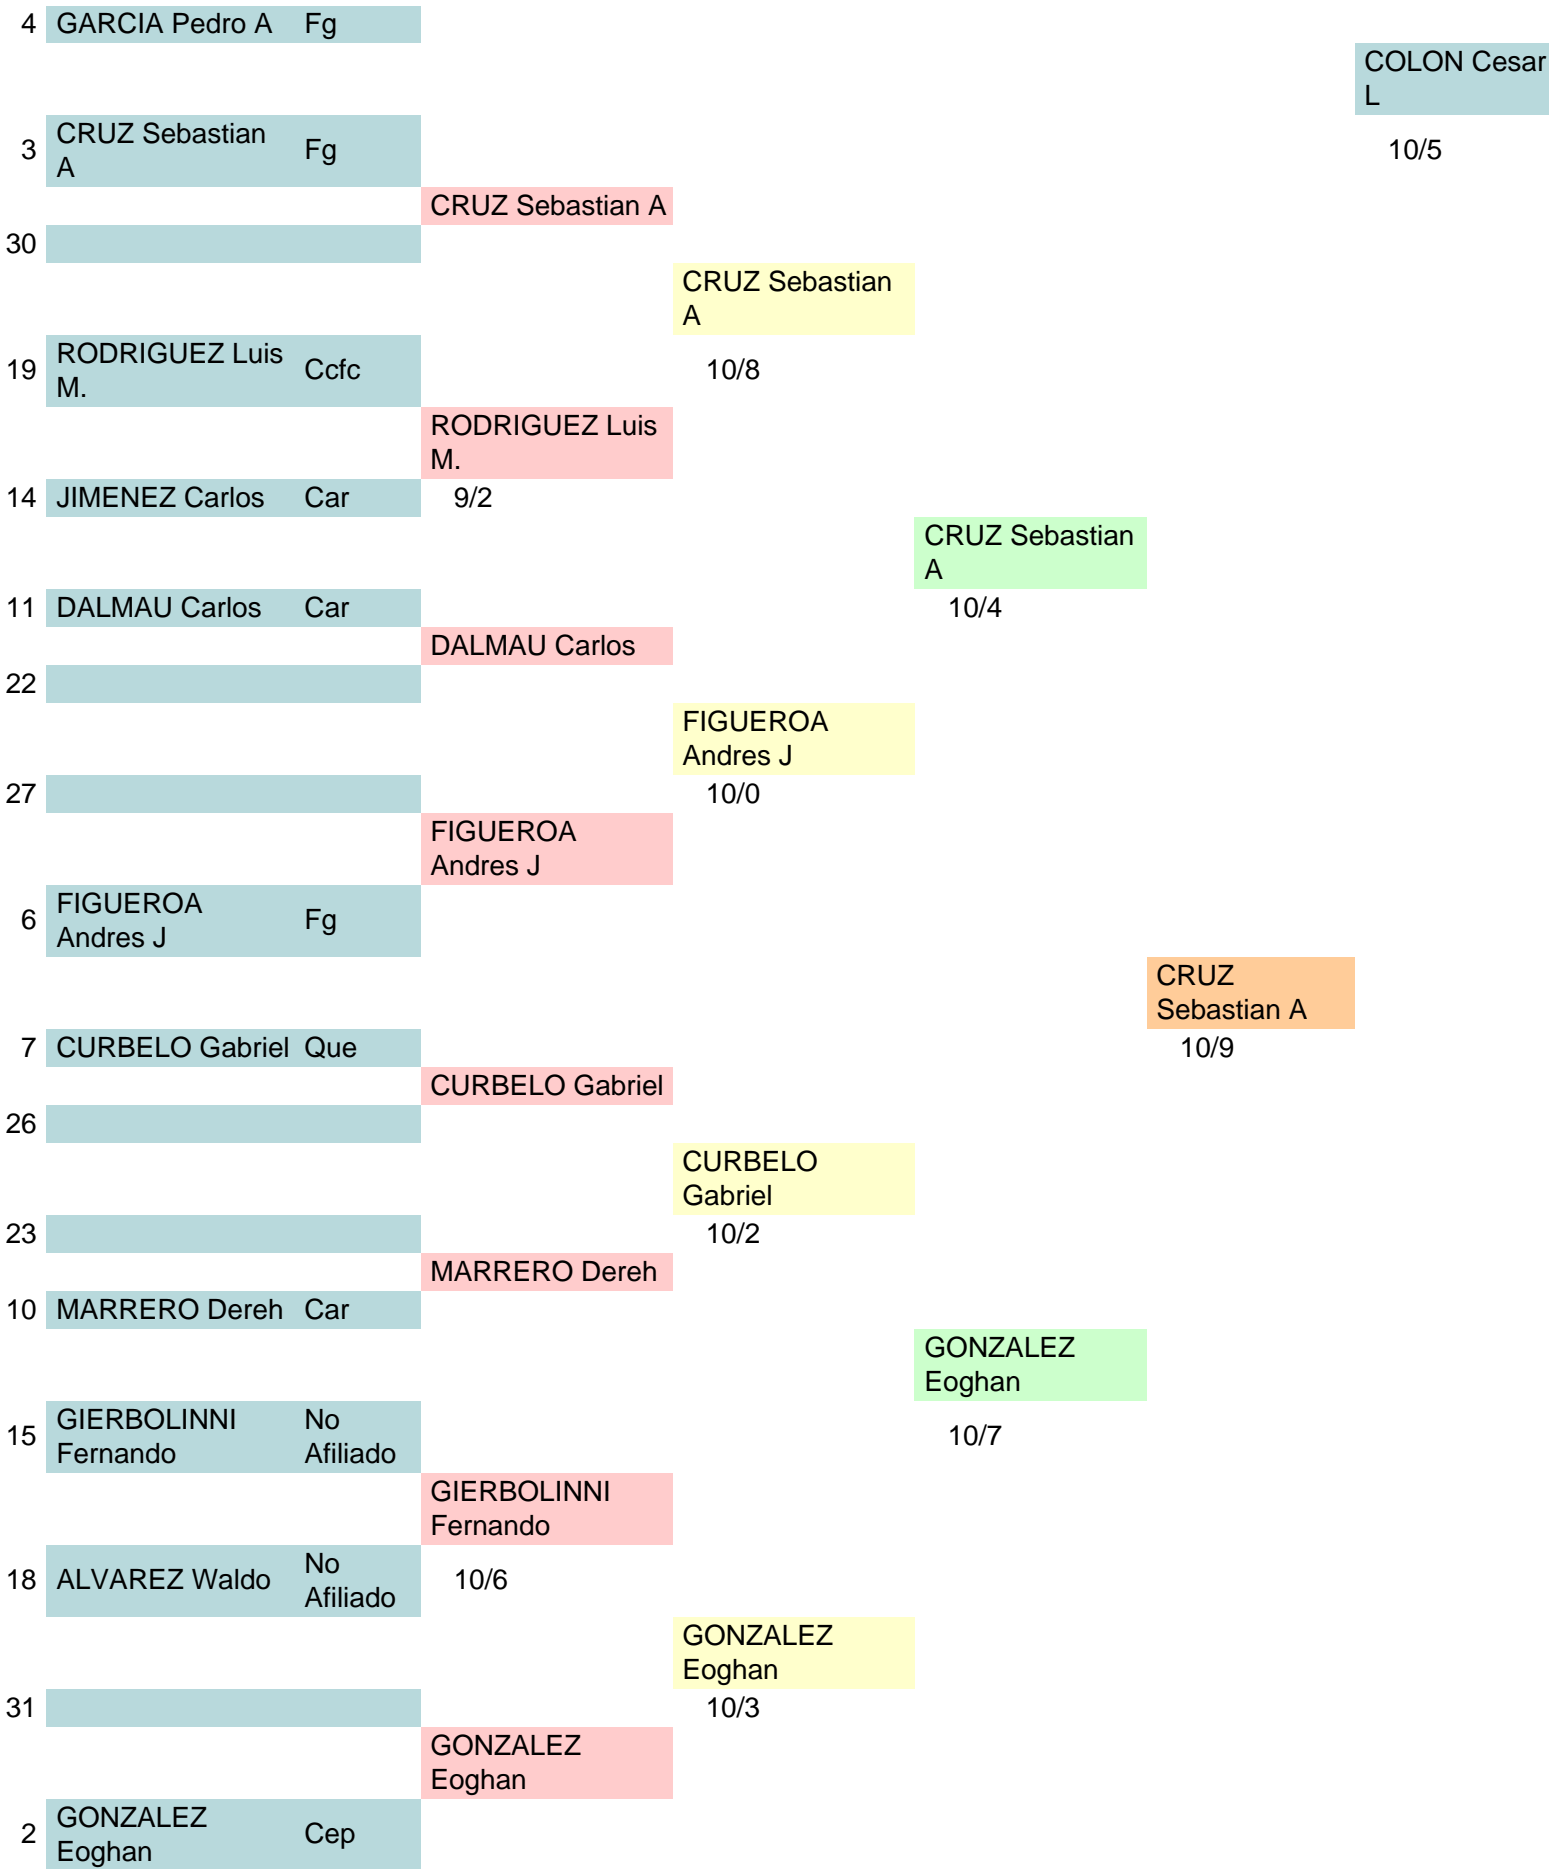 4 GARCIA Pedro A Fg
COLON Cesar
L
3 CRUZ Sebastian
A Fg
10/5
CRUZ Sebastian A
30
CRUZ Sebastian
A
19 RODRIGUEZ Luis
M. Ccfc
10/8
RODRIGUEZ Luis
M.
14 JIMENEZ Carlos Car
9/2
CRUZ Sebastian
A
11 DALMAU Carlos Car
10/4
DALMAU Carlos
22
FIGUEROA
Andres J
27
10/0
FIGUEROA
Andres J
6 FIGUEROA
Andres J Fg
CRUZ
Sebastian A
7 CURBELO Gabriel Que
10/9
CURBELO Gabriel
26
CURBELO
Gabriel
23
10/2
MARRERO Dereh
10 MARRERO Dereh Car
GONZALEZ
Eoghan
15 GIERBOLINNI No
Fernando Afiliado
10/7
GIERBOLINNI
Fernando
18 ALVAREZ Waldo No
Afiliado
10/6
GONZALEZ
Eoghan
31
10/3
GONZALEZ
Eoghan
2 GONZALEZ
Eoghan Cep